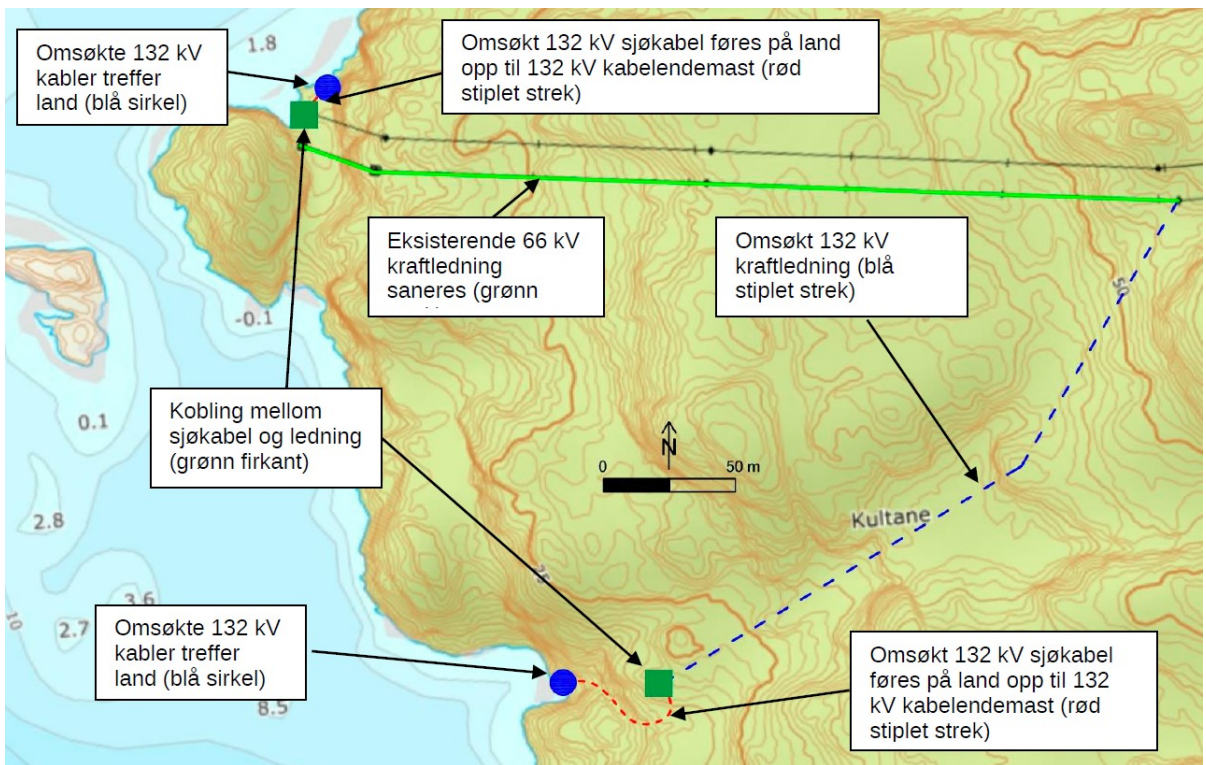 Omsøkte 132 kV
kabler treffer
land (blå sirkel)
1.8
Omsøkt 132 kV sjøkabel føres på land
opp til 132 kV kabelendemast (rød
stiplet strek)
Eksisterende 66 kV
kraftledning
saneres (grønn
Omsøkt 132 kV
kraftledning (blå
stiplet strek)
50
-0.1
0.1
Kobling mellom
sjøkabel og ledning
(grønn firkant)
N
0 50 m
2.8
Kultane
25
3.6
2.7
10
8.5
Omsøkte 132 kV
kabler treffer
land (blå sirkel)
Omsøkt 132 kV sjøkabel
føres på land opp til 132
kV kabelendemast (rød
stiplet strek)